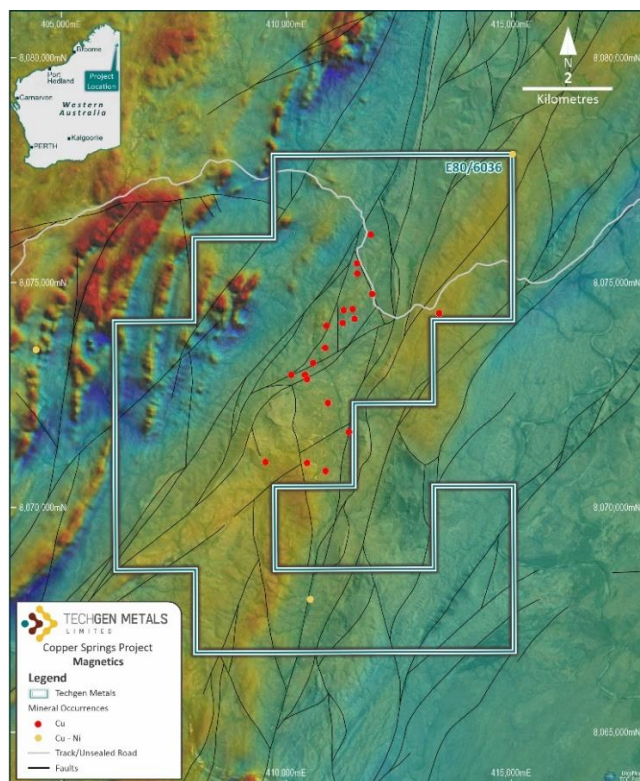 405,000mE
410,000mE
415,000mE
8,080,000mN
8,080,000mN
Broome
Port
Hedland
Project
Location
Carnarvon
Western
Australia
Kalgoorlie
PERTH
N
2
Kilometres
E80/6036
8,075,000mN
8,075,000mN
8,070,000mN
8,070,000mN
TECHGEN METALS
LIMITED
Copper Springs Project
Magnetics
Legend
Techgen Metals
Mineral Occurrences
Cu
Cu - Ni
Track/Unsealed Road
Faults
8,065,000mN
410,000mE
415,000mE